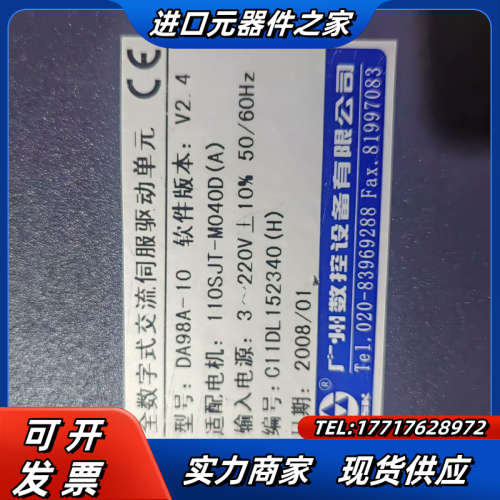 进口元器件之家
CE
全数字式交流伺服驱动单元
型号: DA98A-10 软件版本: V2.4
适配电机: 110SJT-M040D(A)
输入电源: 3~220V±10% 50/60Hz
编号: C11DL152340(H)
日期: 2008/01
®
广州数控设备有限公司
Tel.020-83969288 Fax.81997083
可开
发票
TEL:17717628972
实力商家 现货供应